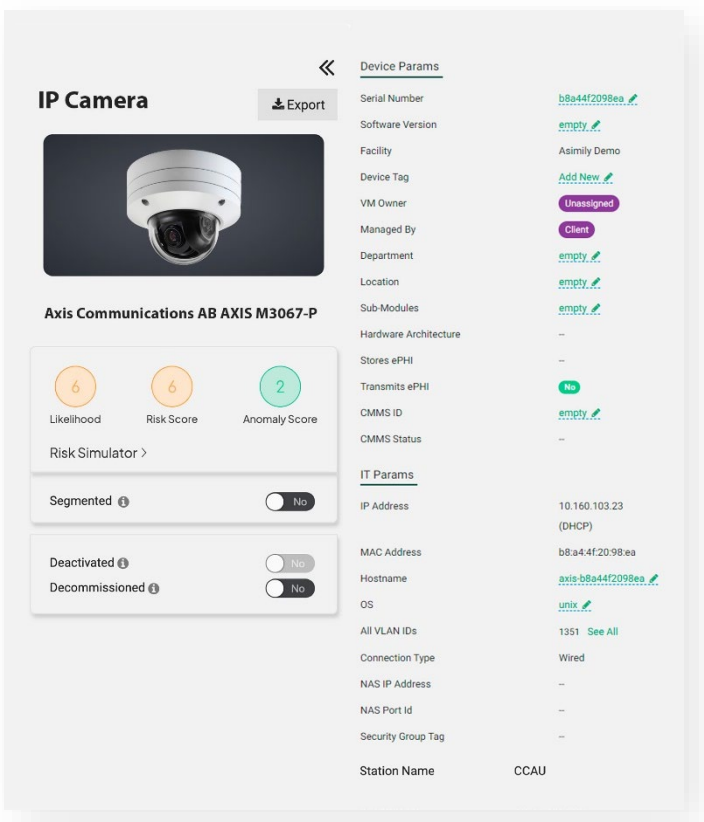 IP Camera
Export
Axis Communications AB AXIS M3067-P
6
6
2
Likelihood
Risk Score
Anomaly Score
Risk Simulator >
Segmented
No
Deactivated
No
Decommissioned
No
Device Params
Serial Number b8a44f2098ea
Software Version empty
Facility Asimily Demo
Device Tag Add New
VM Owner Unassigned
Managed By Client
Department empty
Location empty
Sub-Modules empty
Hardware Architecture --
Stores ePHI --
Transmits ePHI No
CMMS ID empty
CMMS Status --
IT Params
IP Address 10.160.103.23
(DHCP)
MAC Address b8:a4:4f:20:98:ea
Hostname axis-b8a44f2098ea
OS unix
All VLAN IDs 1351 See All
Connection Type Wired
NAS IP Address --
NAS Port Id --
Security Group Tag --
Station Name CCAU